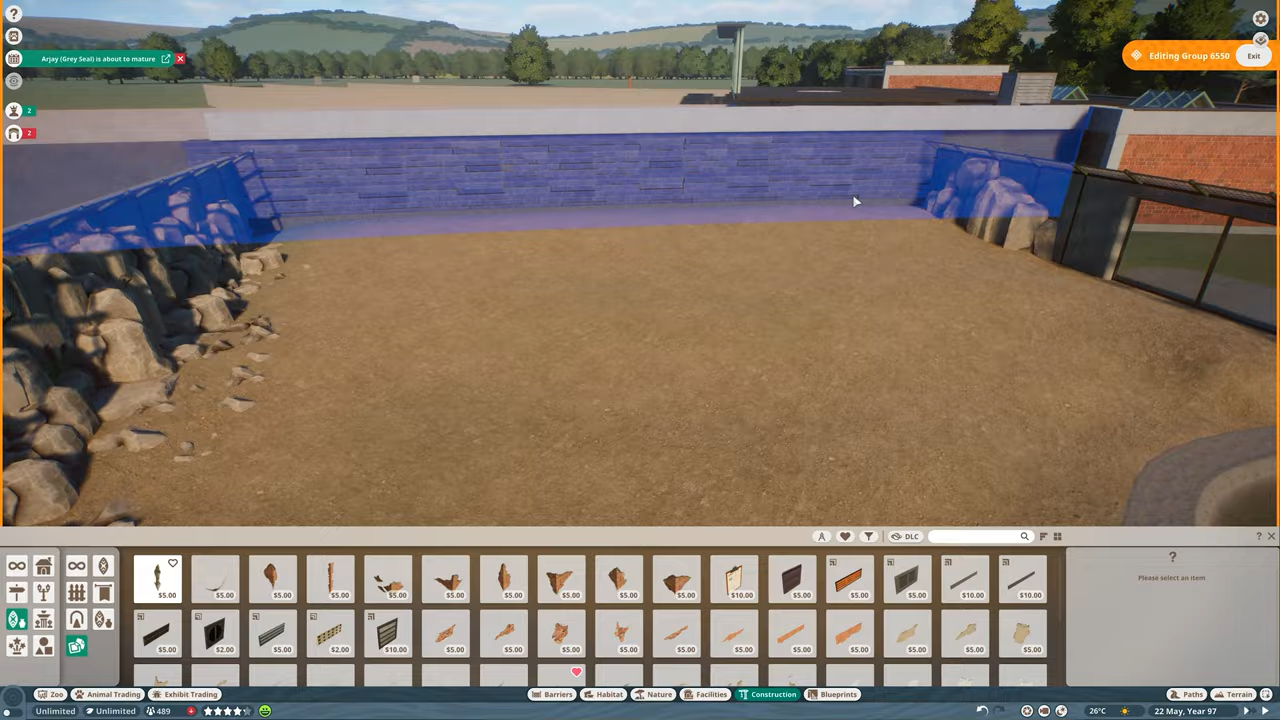 Arjay (Grey Seal) is about to mature
Editing Group 6550
Exit
2
2
DLC
?
$5.00 $5.00 $5.00 $5.00 $5.00 $5.00 $5.00 $5.00 $5.00 $5.00 $10.00 $5.00 $5.00 $5.00 $10.00 $10.00
Please select an item
$5.00 $2.00 $5.00 $2.00 $10.00 $5.00 $5.00 $5.00 $5.00 $5.00 $5.00 $5.00 $5.00 $5.00 $5.00 $5.00
Zoo Animal Trading Exhibit Trading Barriers Habitat Nature Facilities Construction Blueprints Paths Terrain
Unlimited Unlimited 489 26°C 22 May, Year 97